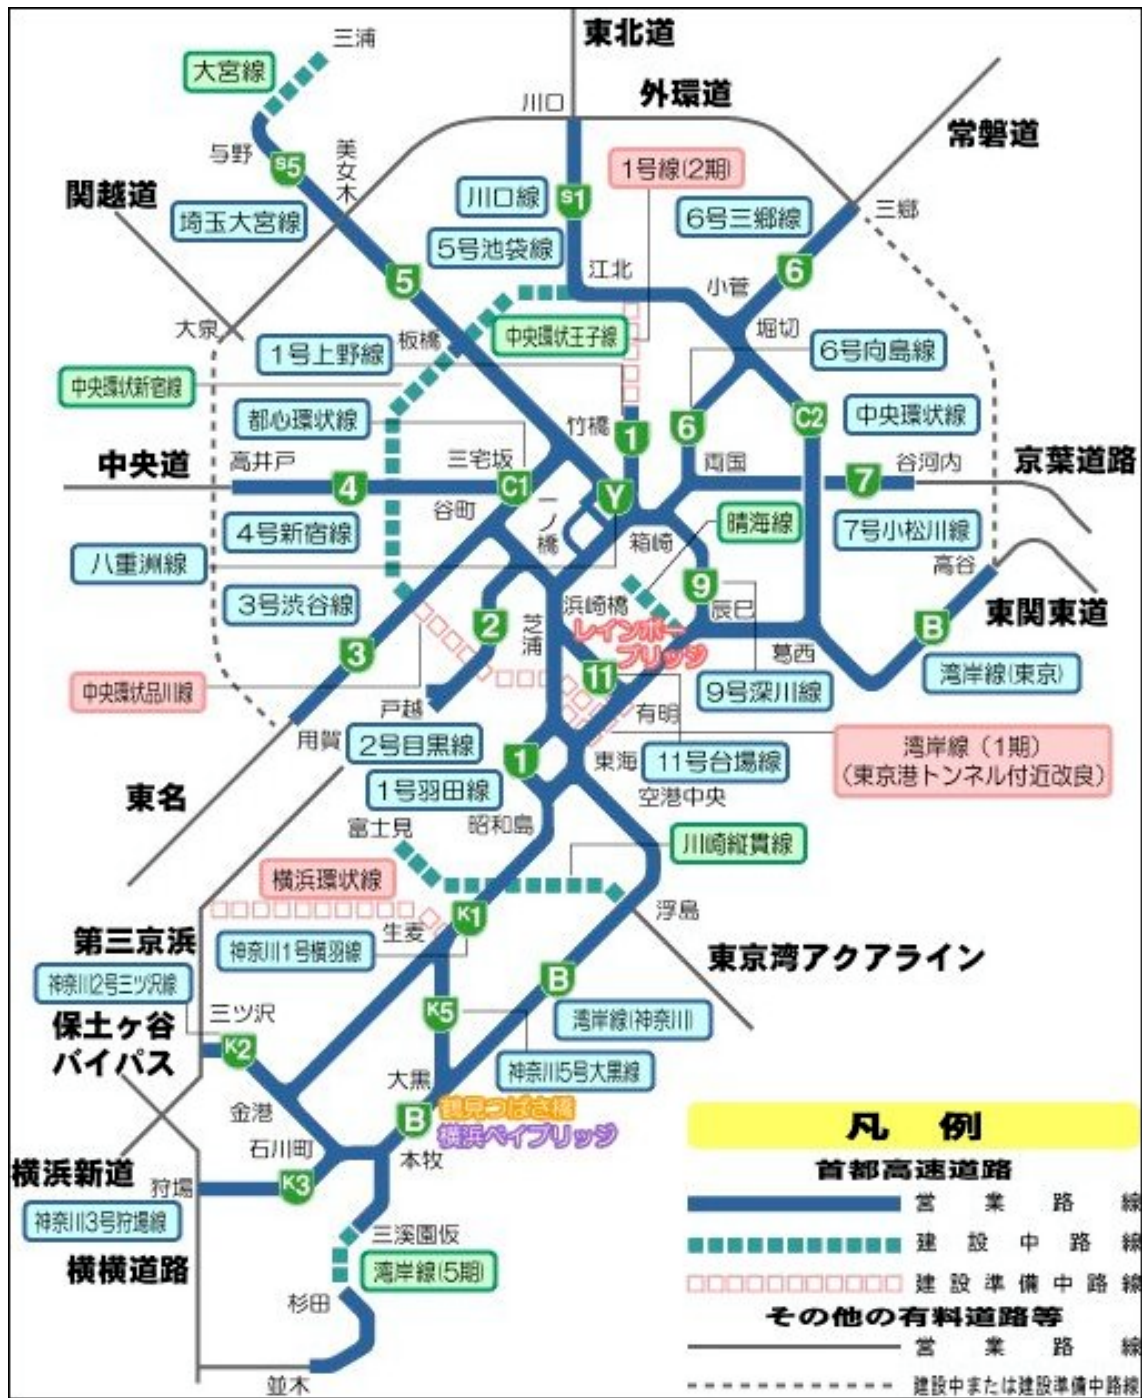 三浦
東北道
大宮線
川口
外環道
常磐道
与野
S5
美女木
1号線(2期)
関越道
埼玉大宮線
川口線
S1
6号三郷線
三郷
5号池袋線
5
江北
小菅
6
大泉
板橋
中央環状王子線
堀切
1号上野線
6号向島線
中央環状新宿線
都心環状線
竹橋
1
6
C2
中央環状線
中央道
高井戸
三宅坂
両国
谷河内
京葉道路
4
C1
Y
7
谷町
一ノ橋
4号新宿線
箱崎
晴海線
7号小松川線
八重洲線
高谷
3号渋谷線
浜崎橋
9
辰巳
東関東道
2
芝浦
レインボー
ブリッジ
B
3
葛西
湾岸線(東京)
中央環状品川線
11
戸越
有明
9号深川線
用賀
2号目黒線
1
東海
11号台場線
湾岸線(1期)
(東京港トンネル付近改良)
東名
1号羽田線
空港中央
富士見
昭和島
川崎縦貫線
横浜環状線
K1
浮島
第三京浜
生麦
神奈川1号横羽線
東京湾アクアライン
神奈川2号三ツ沢線
B
保土ヶ谷
バイパス
三ツ沢
K5
湾岸線(神奈川)
K2
大黒
神奈川5号大黒線
金港
B
鶴見つばさ橋
横浜ベイブリッジ
石川町
本牧
横浜新道
狩場
K3
神奈川3号狩場線
三溪園仮
横横道路
湾岸線(5期)
杉田
並木
凡例
首都高速道路
営業路線
建設中路線
建設準備中路線
その他の有料道路等
営業路線
建設中または建設準備中路線